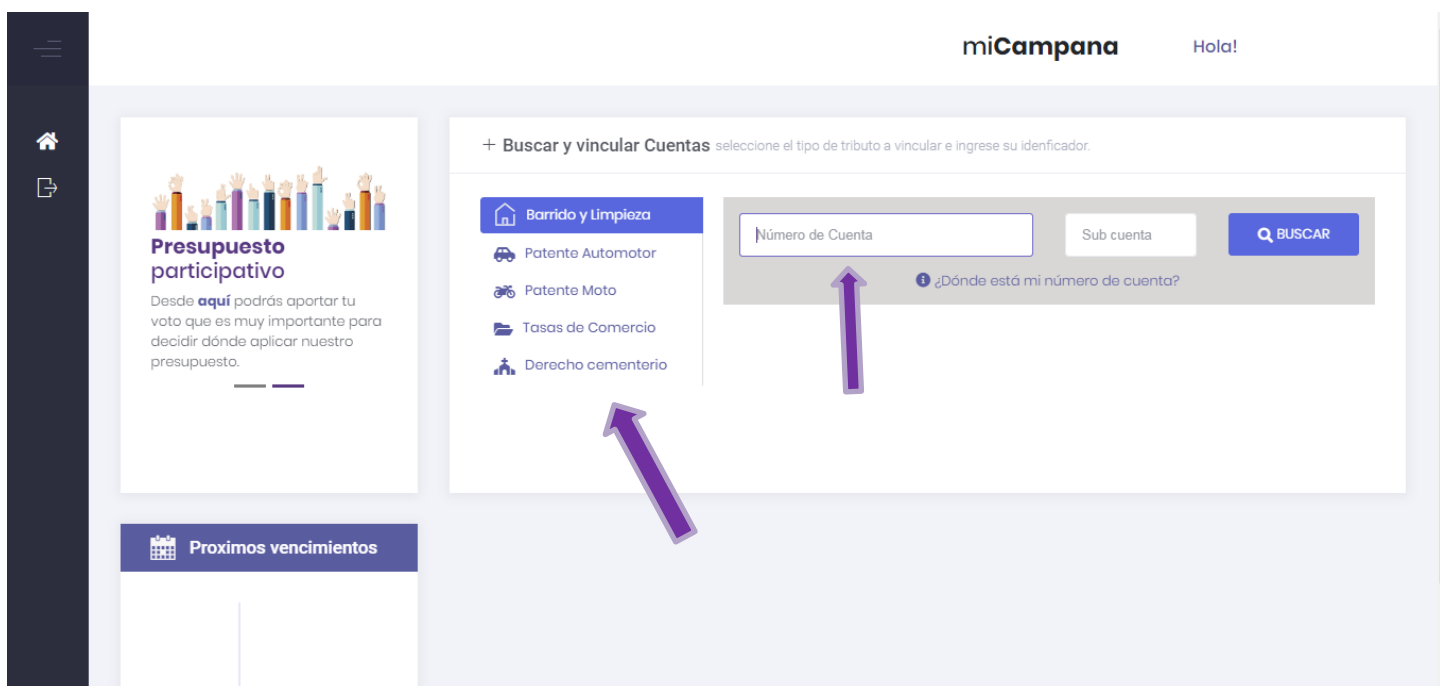 miCampana
Hola!
Presupuesto
participativo
Desde aquí podrás aportar tu
voto que es muy importante para
decidir dónde aplicar nuestro
presupuesto.
+ Buscar y vincular Cuentas seleccione el tipo de tributo a vincular e ingrese su idenficador.
Barrido y Limpieza
Patente Automotor
Patente Moto
Tasas de Comercio
Derecho cementerio
Número de Cuenta
Sub cuenta
BUSCAR
¿Dónde está mi número de cuenta?
Proximos vencimientos